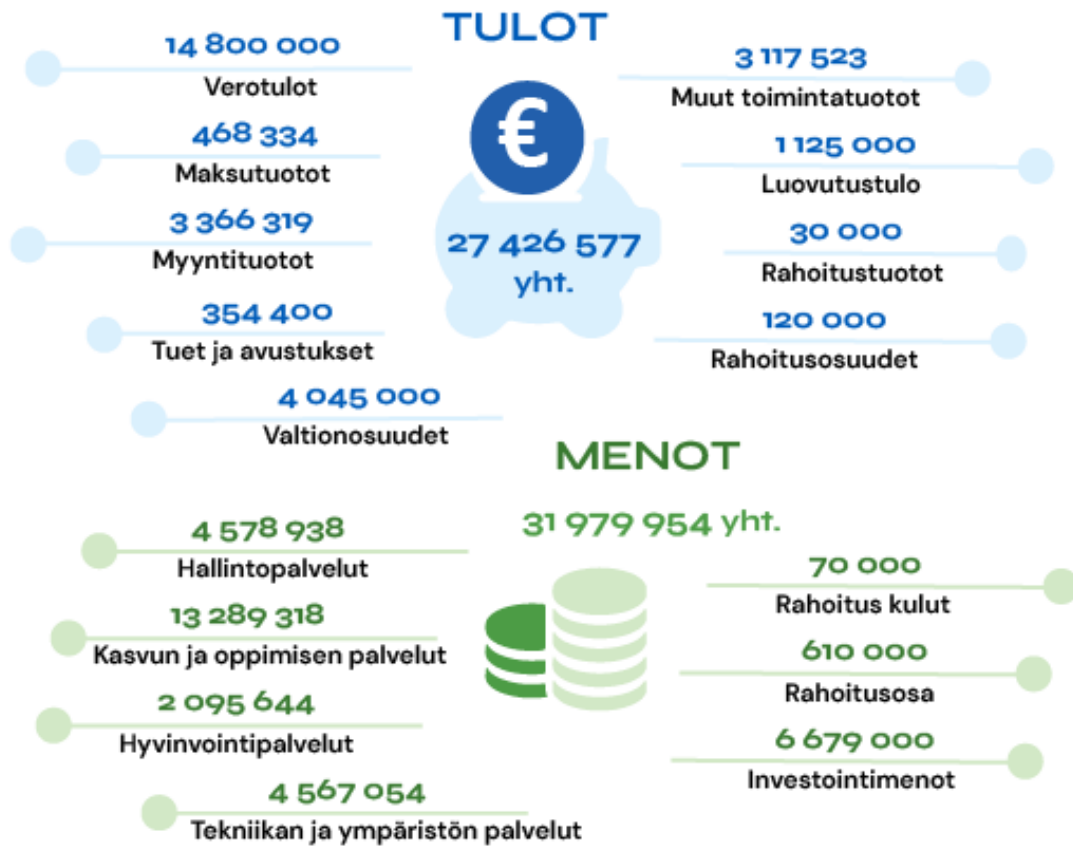 TULOT
14 800 000
Verotulot
468 334
Maksutuotot
3 366 319
Myyntituotot
354 400
Tuet ja avustukset
4 045 000
Valtionosuudet
€
27 426 577
yht.
3 117 523
Muut toimintatuotot
1 125 000
Luovutustulo
30 000
Rahoitustuotot
120 000
Rahoitusosuudet
MENOT
31 979 954 yht.
4 578 938
Hallintopalvelut
13 289 318
Kasvun ja oppimisen palvelut
2 095 644
Hyvinvointipalvelut
4 567 054
Tekniikan ja ympäristön palvelut
70 000
Rahoitus kulut
610 000
Rahoitusosa
6 679 000
Investointimenot